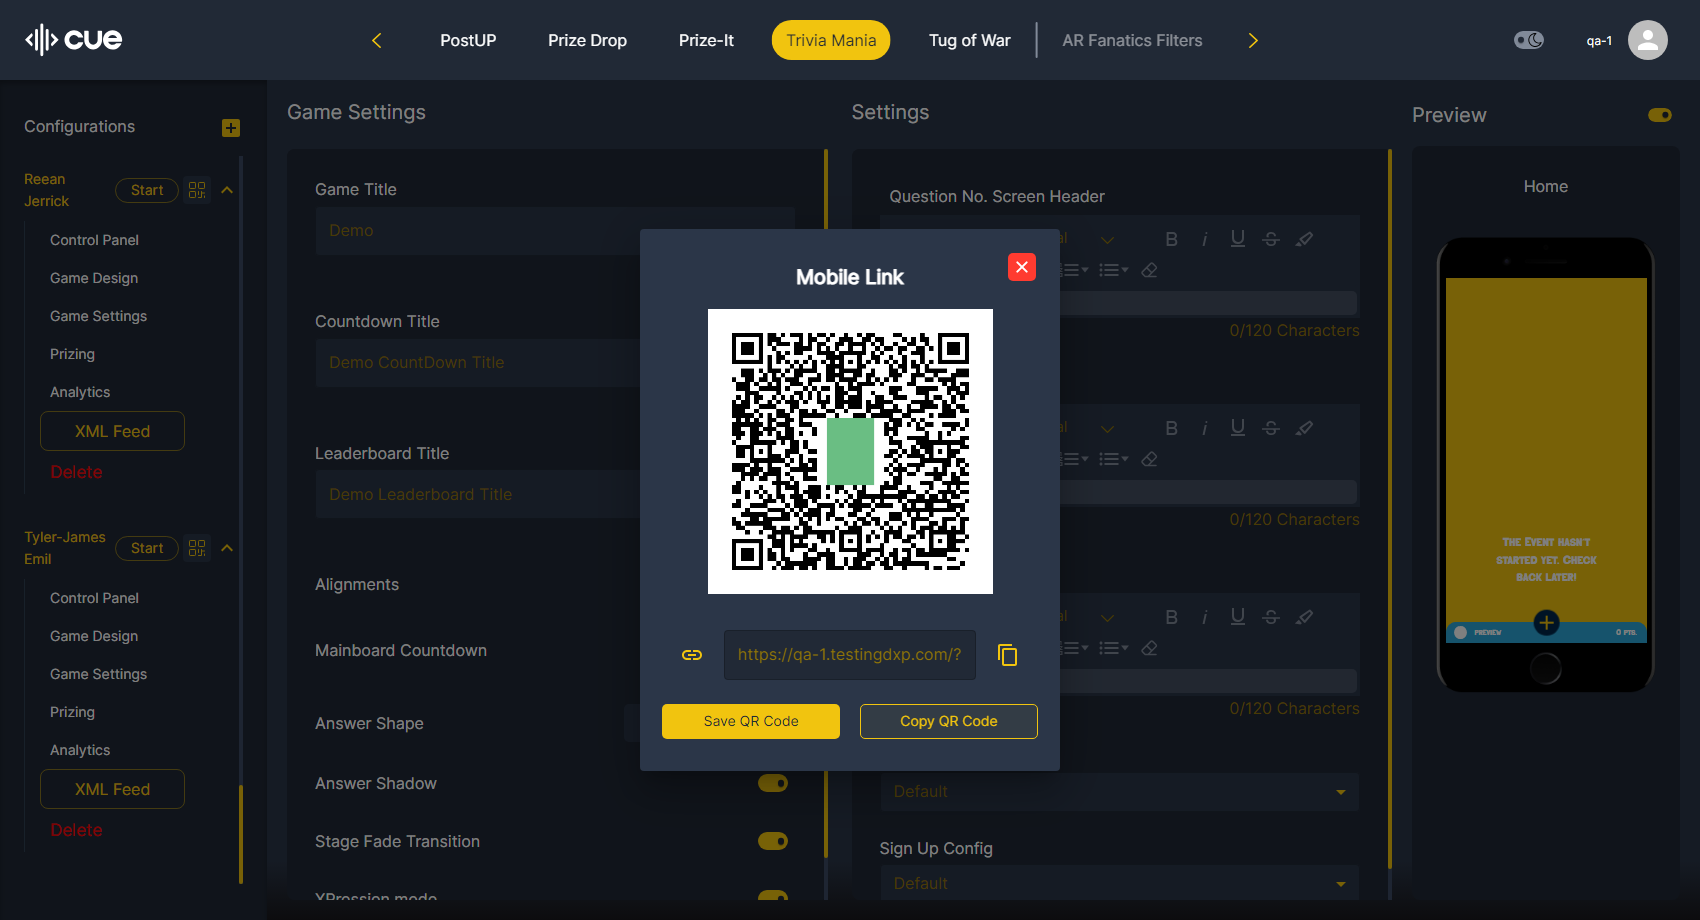 cue
PostUP
Prize Drop
Prize-It
Trivia Mania
Tug of War
AR Fanatics Filters
qa-1
Configurations
Reean
Jerrick
Start
Control Panel
Game Design
Game Settings
Prizing
Analytics
XML Feed
Delete
Tyler-James
Emil
Start
Control Panel
Game Design
Game Settings
Prizing
Analytics
XML Feed
Delete
Game Settings
Game Title
Demo
Countdown Title
Demo CountDown Title
Leaderboard Title
Demo Leaderboard Title
Alignments
Mainboard Countdown
Answer Shape
Answer Shadow
Stage Fade Transition
XPression mode
Mobile Link
https://qa-1.testingdxp.com/?
Save QR Code
Copy QR Code
Settings
Question No. Screen Header
0/120 Characters
0/120 Characters
0/120 Characters
Default
Sign Up Config
Default
Preview
Home
The Event hasn't
started yet. Check
back later!
PREVIEW
0 PTS.